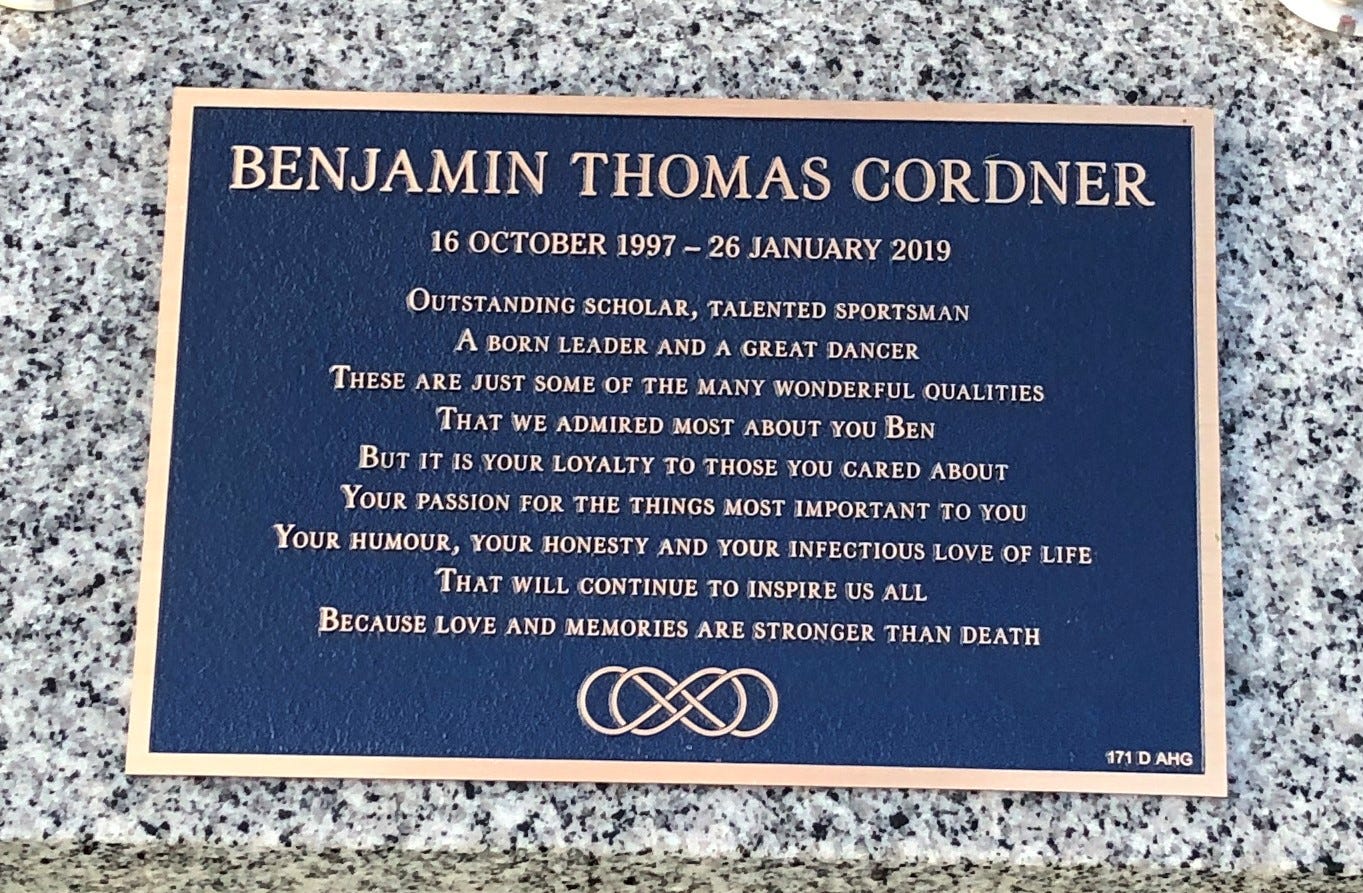 BENJAMIN THOMAS CORDNER
16 OCTOBER 1997 – 26 JANUARY 2019
OUTSTANDING SCHOLAR, TALENTED SPORTSMAN
A BORN LEADER AND A GREAT DANCER
THESE ARE JUST SOME OF THE MANY WONDERFUL QUALITIES
THAT WE ADMIRED MOST ABOUT YOU BEN
BUT IT IS YOUR LOYALTY TO THOSE YOU CARED ABOUT
YOUR PASSION FOR THE THINGS MOST IMPORTANT TO YOU
YOUR HUMOUR, YOUR HONESTY AND YOUR INFECTIOUS LOVE OF LIFE
THAT WILL CONTINUE TO INSPIRE US ALL
BECAUSE LOVE AND MEMORIES ARE STRONGER THAN DEATH
171 D AHG